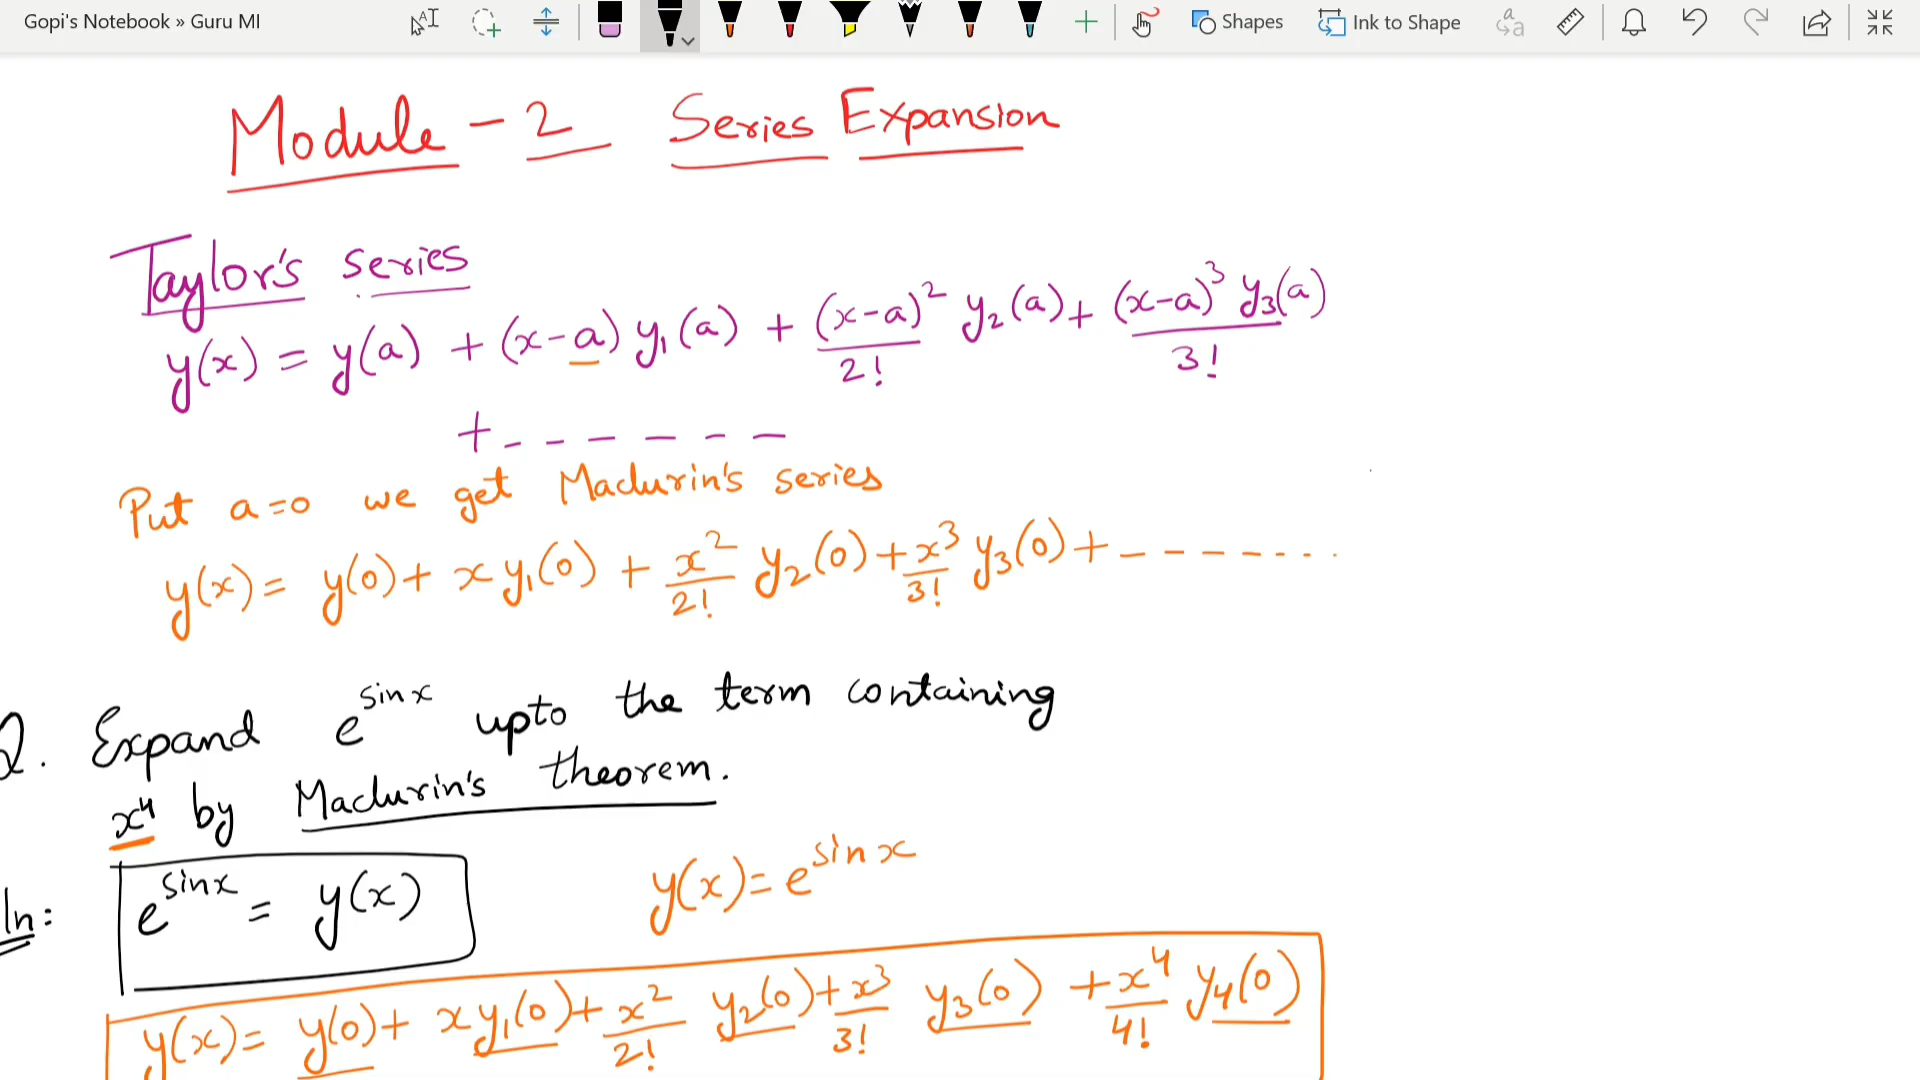 Gopi's Notebook » Guru MI
Shapes
Ink to Shape
Module - 2 Series Expansion
Taylor's series
y(x) = y(a) + (x-a) y₁(a) + (x-a)²/2! y₂(a) + (x-a)³ y₃(a)/3!
+ - - - - - -
Put a=0 we get Maclurin's series
y(x) = y(0) + x y₁(0) + x²/2! y₂(0) + x³/3! y₃(0) + - - - - - - - -
Q. Expand e^sinx upto the term containing
x⁴ by Maclurin's theorem.
ln: e^sinx = y(x)
y(x) = e^sinx
y(x) = y(0) + x y₁(0) + x²/2! y₂(0) + x³/3! y₃(0) + x⁴/4! y₄(0)